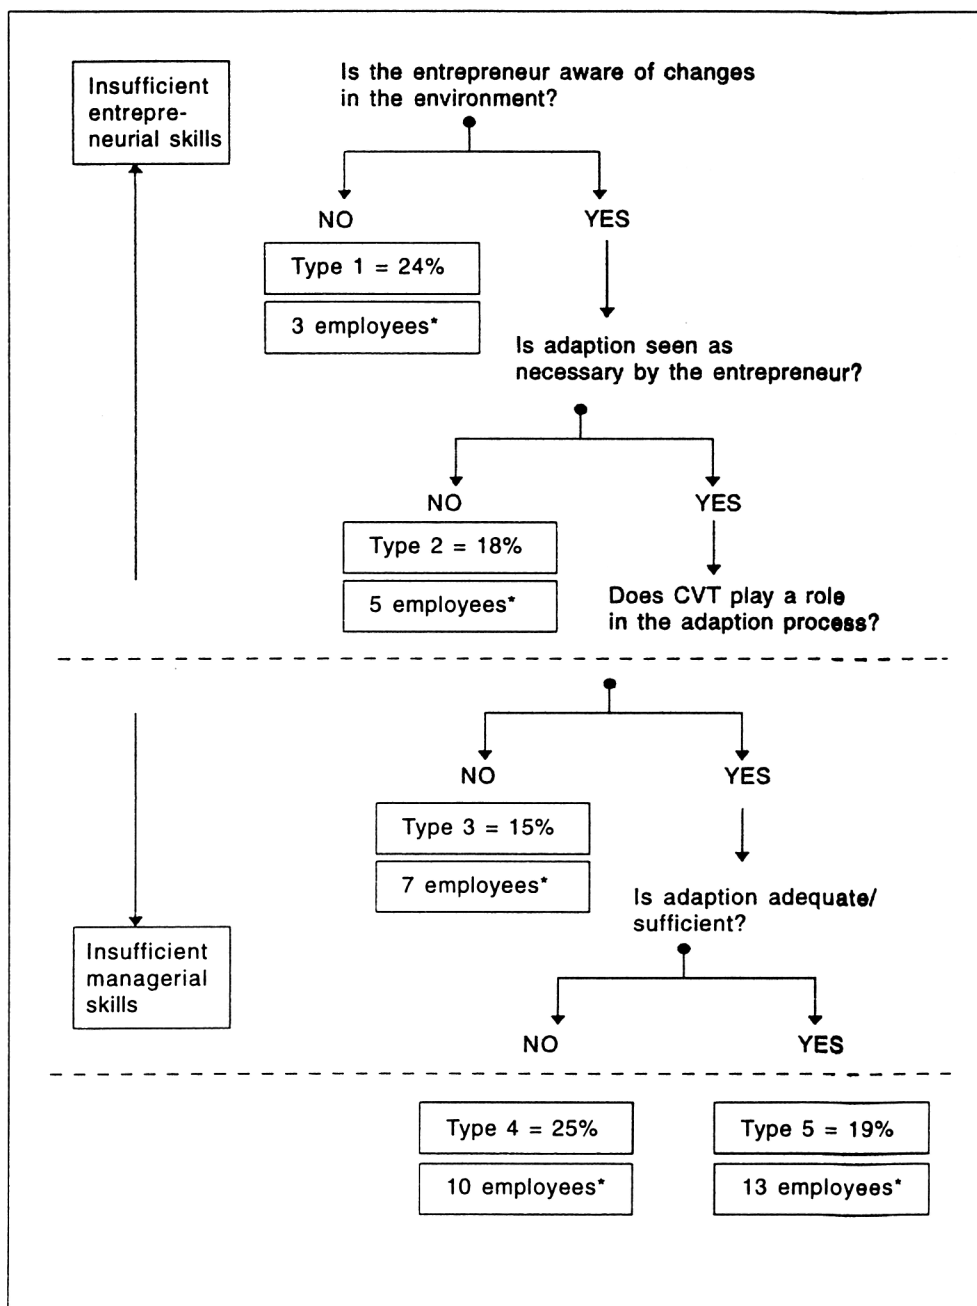 Insufficient
entrepre-
neurial skills
Is the entrepreneur aware of changes
in the environment?
NO
YES
Type 1 = 24%
3 employees*
Is adaption seen as
necessary by the entrepreneur?
NO
YES
Type 2 = 18%
5 employees*
Does CVT play a role
in the adaption process?
NO
YES
Type 3 = 15%
7 employees*
Is adaption adequate/
sufficient?
Insufficient
managerial
skills
NO
YES
Type 4 = 25%
Type 5 = 19%
10 employees*
13 employees*